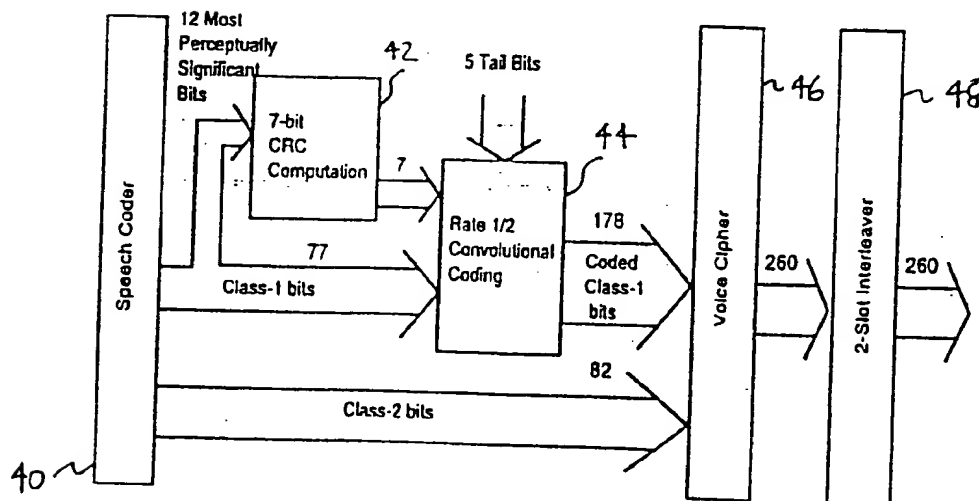 12 Most
Perceptually
Significant
Bits
42
5 Tail Bits
46
48
7-bit
CRC
Computation
7
44
Speech Coder
Rate 1/2
Convolutional
Coding
178
Coded
Class-1
bits
77
Class-1 bits
Voice Cipher
260
2-Slot Interleaver
260
82
Class-2 bits
40